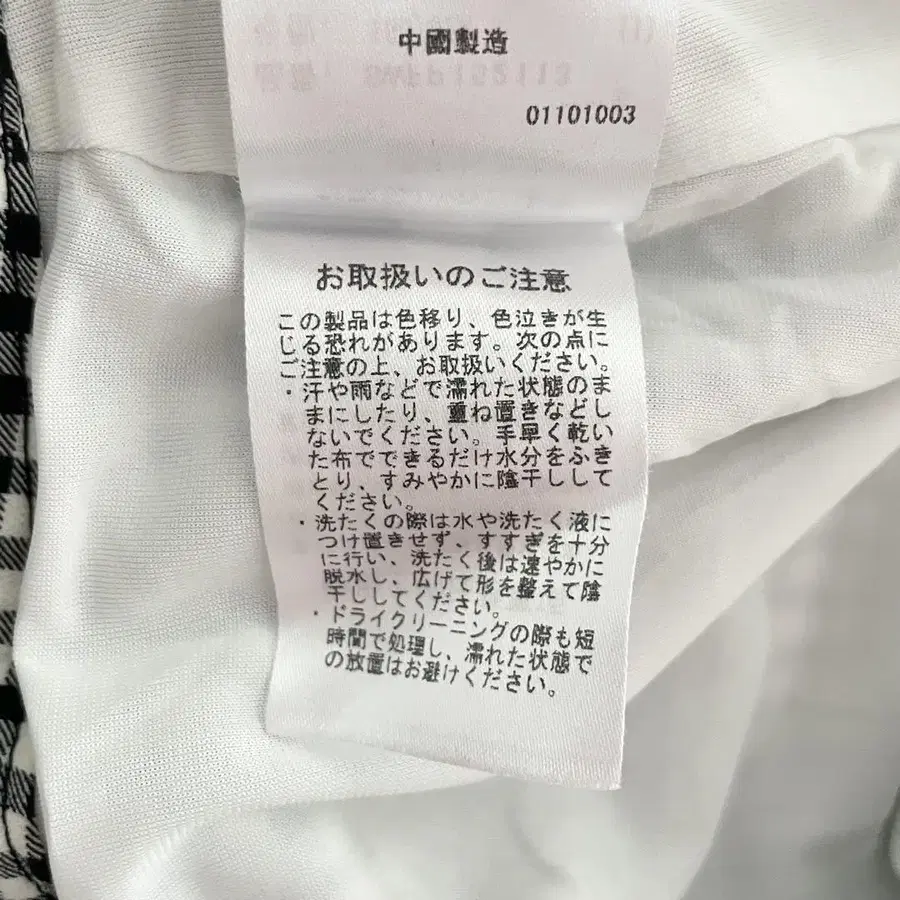 中國製造
01101003
お取扱いのご注意
この製品は色移り、色泣きが生
じる恐れがあります。次の点に
ご注意の上、お取扱いください。
・汗や雨などで濡れた状態のま
まにしたり、重ね置きなどし
ないでください。手早く乾い
た布でできるだけ水分をふき
とり、すみやかに陰干しして
ください。
・洗たくの際は水や洗たく液に
つけ置きせず、すすぎを十分
に行い、洗たく後は速やかに
脱水し、広げて形を整えて陰
干ししてください。
・ドライクリーニングの際も短
時間で処理し、濡れた状態で
の放置はお避けください。